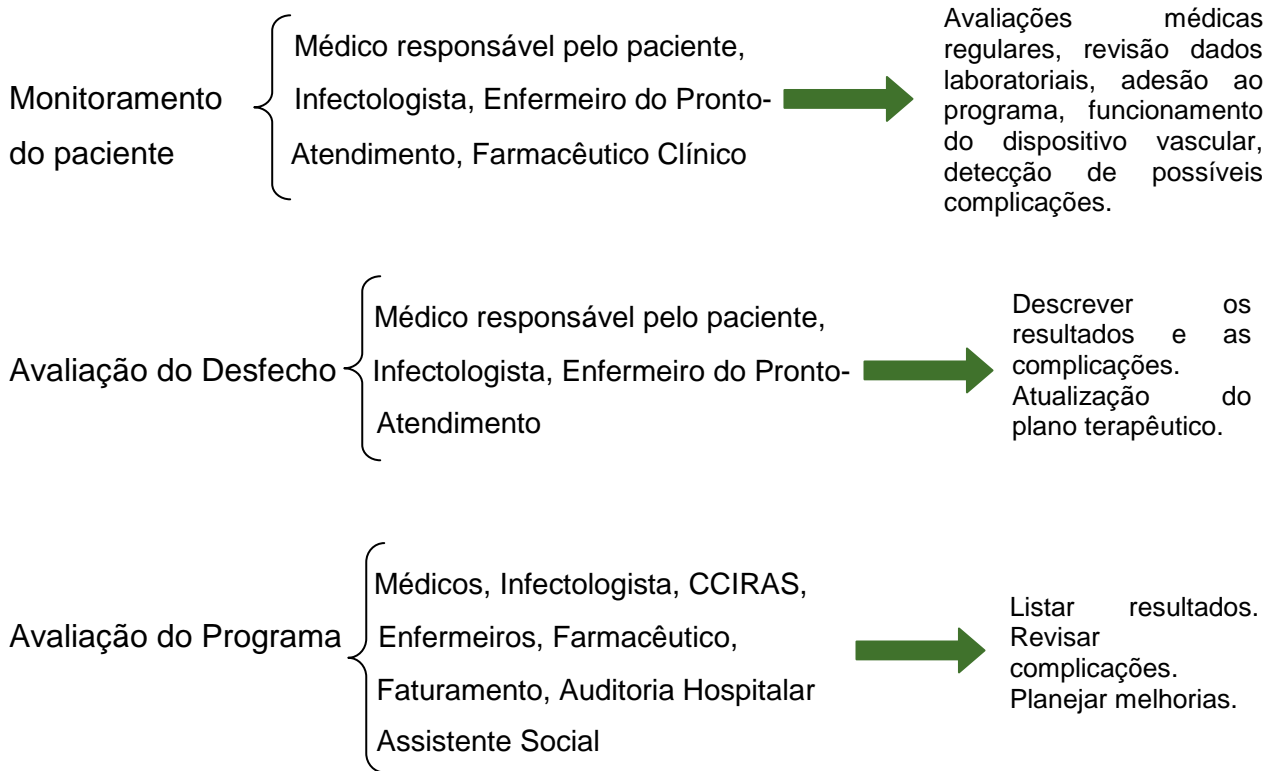 Monitoramento
do paciente
Médico responsável pelo paciente,
Infectologista, Enfermeiro do Pronto-
Atendimento, Farmacêutico Clínico
Avaliações médicas
regulares, revisão dados
laboratoriais, adesão ao
programa, funcionamento
do dispositivo vascular,
detecção de possíveis
complicações.
Avaliação do Desfecho
Médico responsável pelo paciente,
Infectologista, Enfermeiro do Pronto-
Atendimento
Descrever os
resultados e as
complicações.
Atualização do
plano terapêutico.
Avaliação do Programa
Médicos, Infectologista, CCIRAS,
Enfermeiros, Farmacêutico,
Faturamento, Auditoria Hospitalar
Assistente Social
Listar resultados.
Revisar
complicações.
Planejar melhorias.